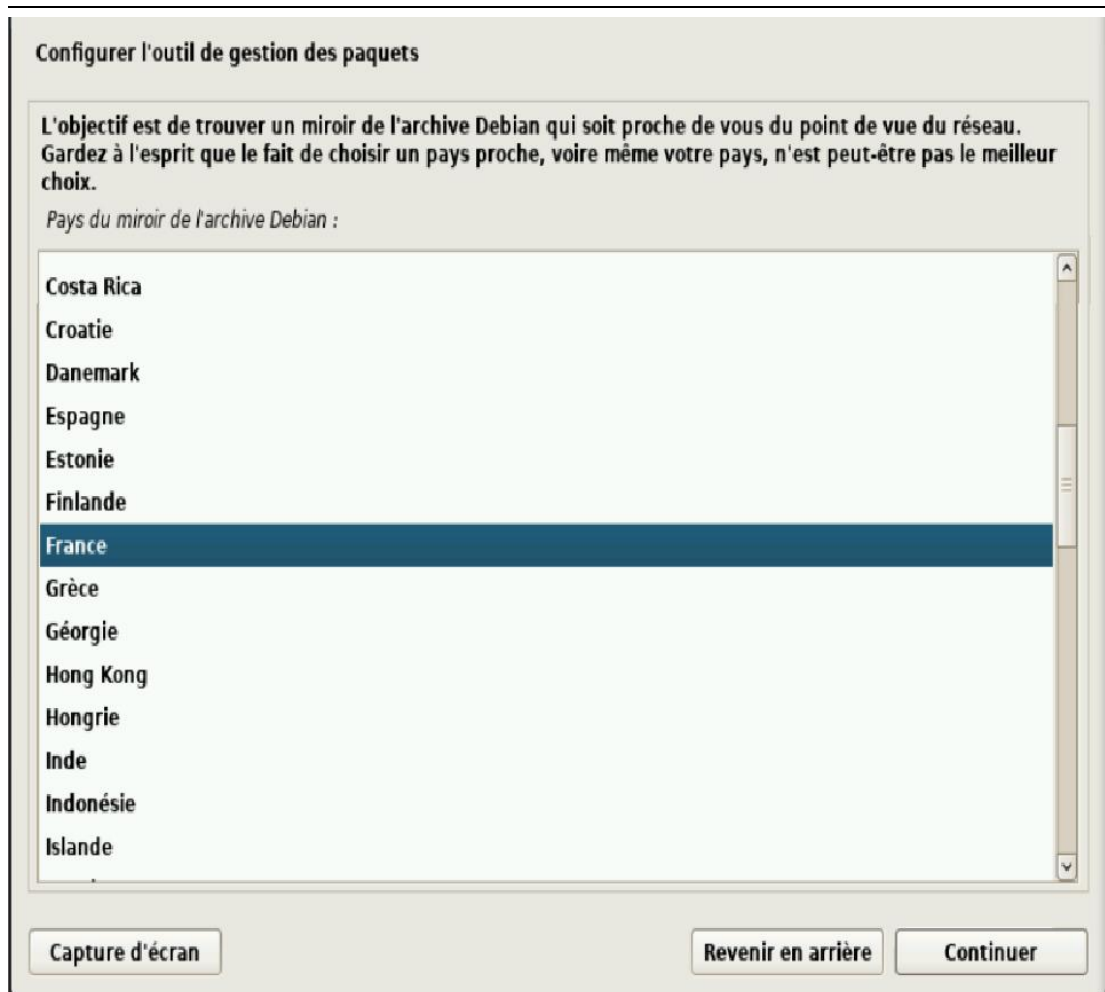 Configurer l'outil de gestion des paquets
L'objectif est de trouver un miroir de l'archive Debian qui soit proche de vous du point de vue du réseau.
Gardez à l'esprit que le fait de choisir un pays proche, voire même votre pays, n'est peut-être pas le meilleur
choix.
Pays du miroir de l'archive Debian :
Costa Rica
Croatie
Danemark
Espagne
Estonie
Finlande
France
Grèce
Géorgie
Hong Kong
Hongrie
Inde
Indonésie
Islande
Capture d'écran
Revenir en arrière
Continuer